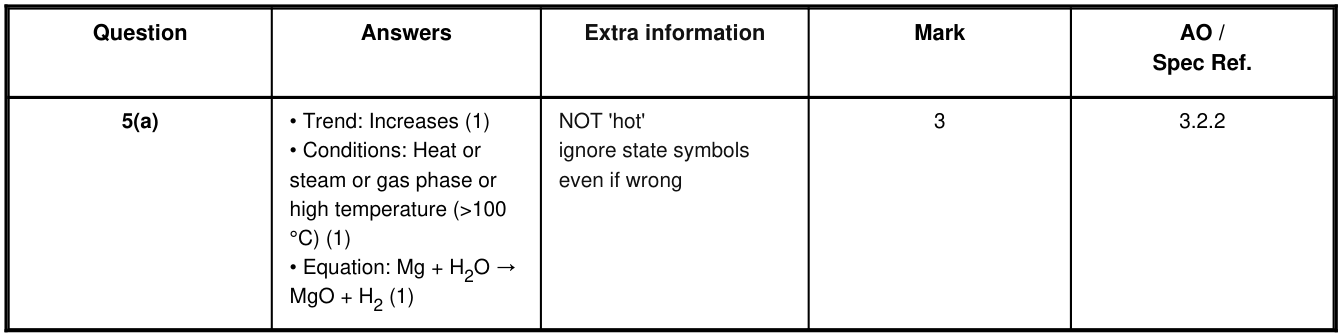 Question
Answers
Extra information
Mark
AO /
Spec Ref.
5(a)
• Trend: Increases (1)
• Conditions: Heat or
steam or gas phase or
high temperature (>100
°C) (1)
• Equation: Mg + H₂O →
MgO + H₂ (1)
NOT 'hot'
ignore state symbols
even if wrong
3
3.2.2